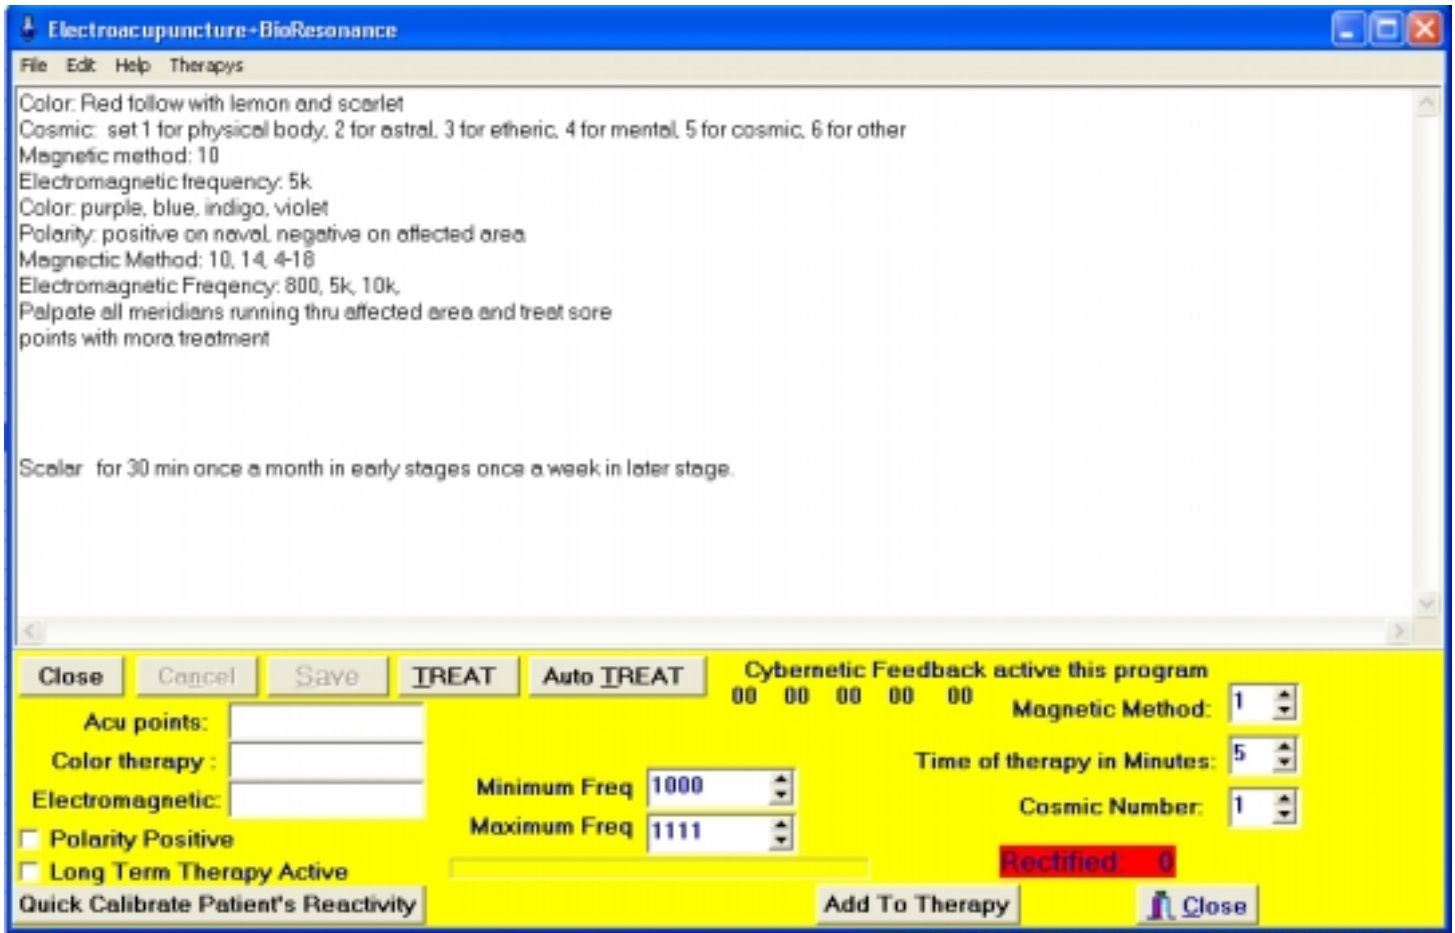 Electroacupuncture+BioResonance
File Edit Help Therapys
Color: Red follow with lemon and scarlet
Cosmic: set 1 for physical body, 2 for astral, 3 for etheric, 4 for mental, 5 for cosmic, 6 for other
Magnetic method: 10
Electromagnetic frequency: 5k
Color: purple, blue, indigo, violet
Polarity: positive on naval, negative on affected area
Magnectic Method: 10, 14, 4-18
Electromagnetic Freqency: 800, 5k, 10k,
Palpate all meridians running thru affected area and treat sore
points with mora treatment
Scalar for 30 min once a month in early stages once a week in later stage.
Close Cancel Save TREAT Auto TREAT Cybernetic Feedback active this program
00 00 00 00 00
Magnetic Method: 1
Acu points:
Color therapy :
Time of therapy in Minutes: 5
Electromagnetic:
Minimum Freq 1000
Cosmic Number: 1
Polarity Positive
Maximum Freq 1111
Long Term Therapy Active
Rectified: 0
Quick Calibrate Patient's Reactivity
Add To Therapy
Close